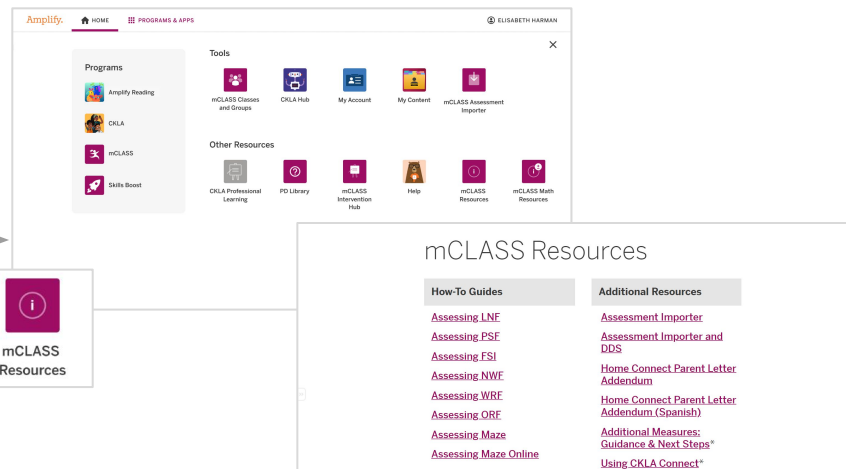 Amplify.
HOME
PROGRAMS & APPS
ELISABETH HARMAN
Programs
Amplify Reading
CKLA
mCLASS
Skills Boost
Tools
mCLASS Classes
and Groups
CKLA Hub
My Account
My Content
mCLASS Assessment
Importer
Other Resources
CKLA Professional
Learning
PD Library
mCLASS
Intervention
Hub
Help
mCLASS
Resources
mCLASS Math
Resources
mCLASS
Resources
mCLASS Resources
How-To Guides
Assessing LNF
Assessing PSF
Assessing FSI
Assessing NWF
Assessing WRF
Assessing ORF
Assessing Maze
Assessing Maze Online
Additional Resources
Assessment Importer
Assessment Importer and
DDS
Home Connect Parent Letter
Addendum
Home Connect Parent Letter
Addendum (Spanish)
Additional Measures:
Guidance & Next Steps*
Using CKLA Connect*